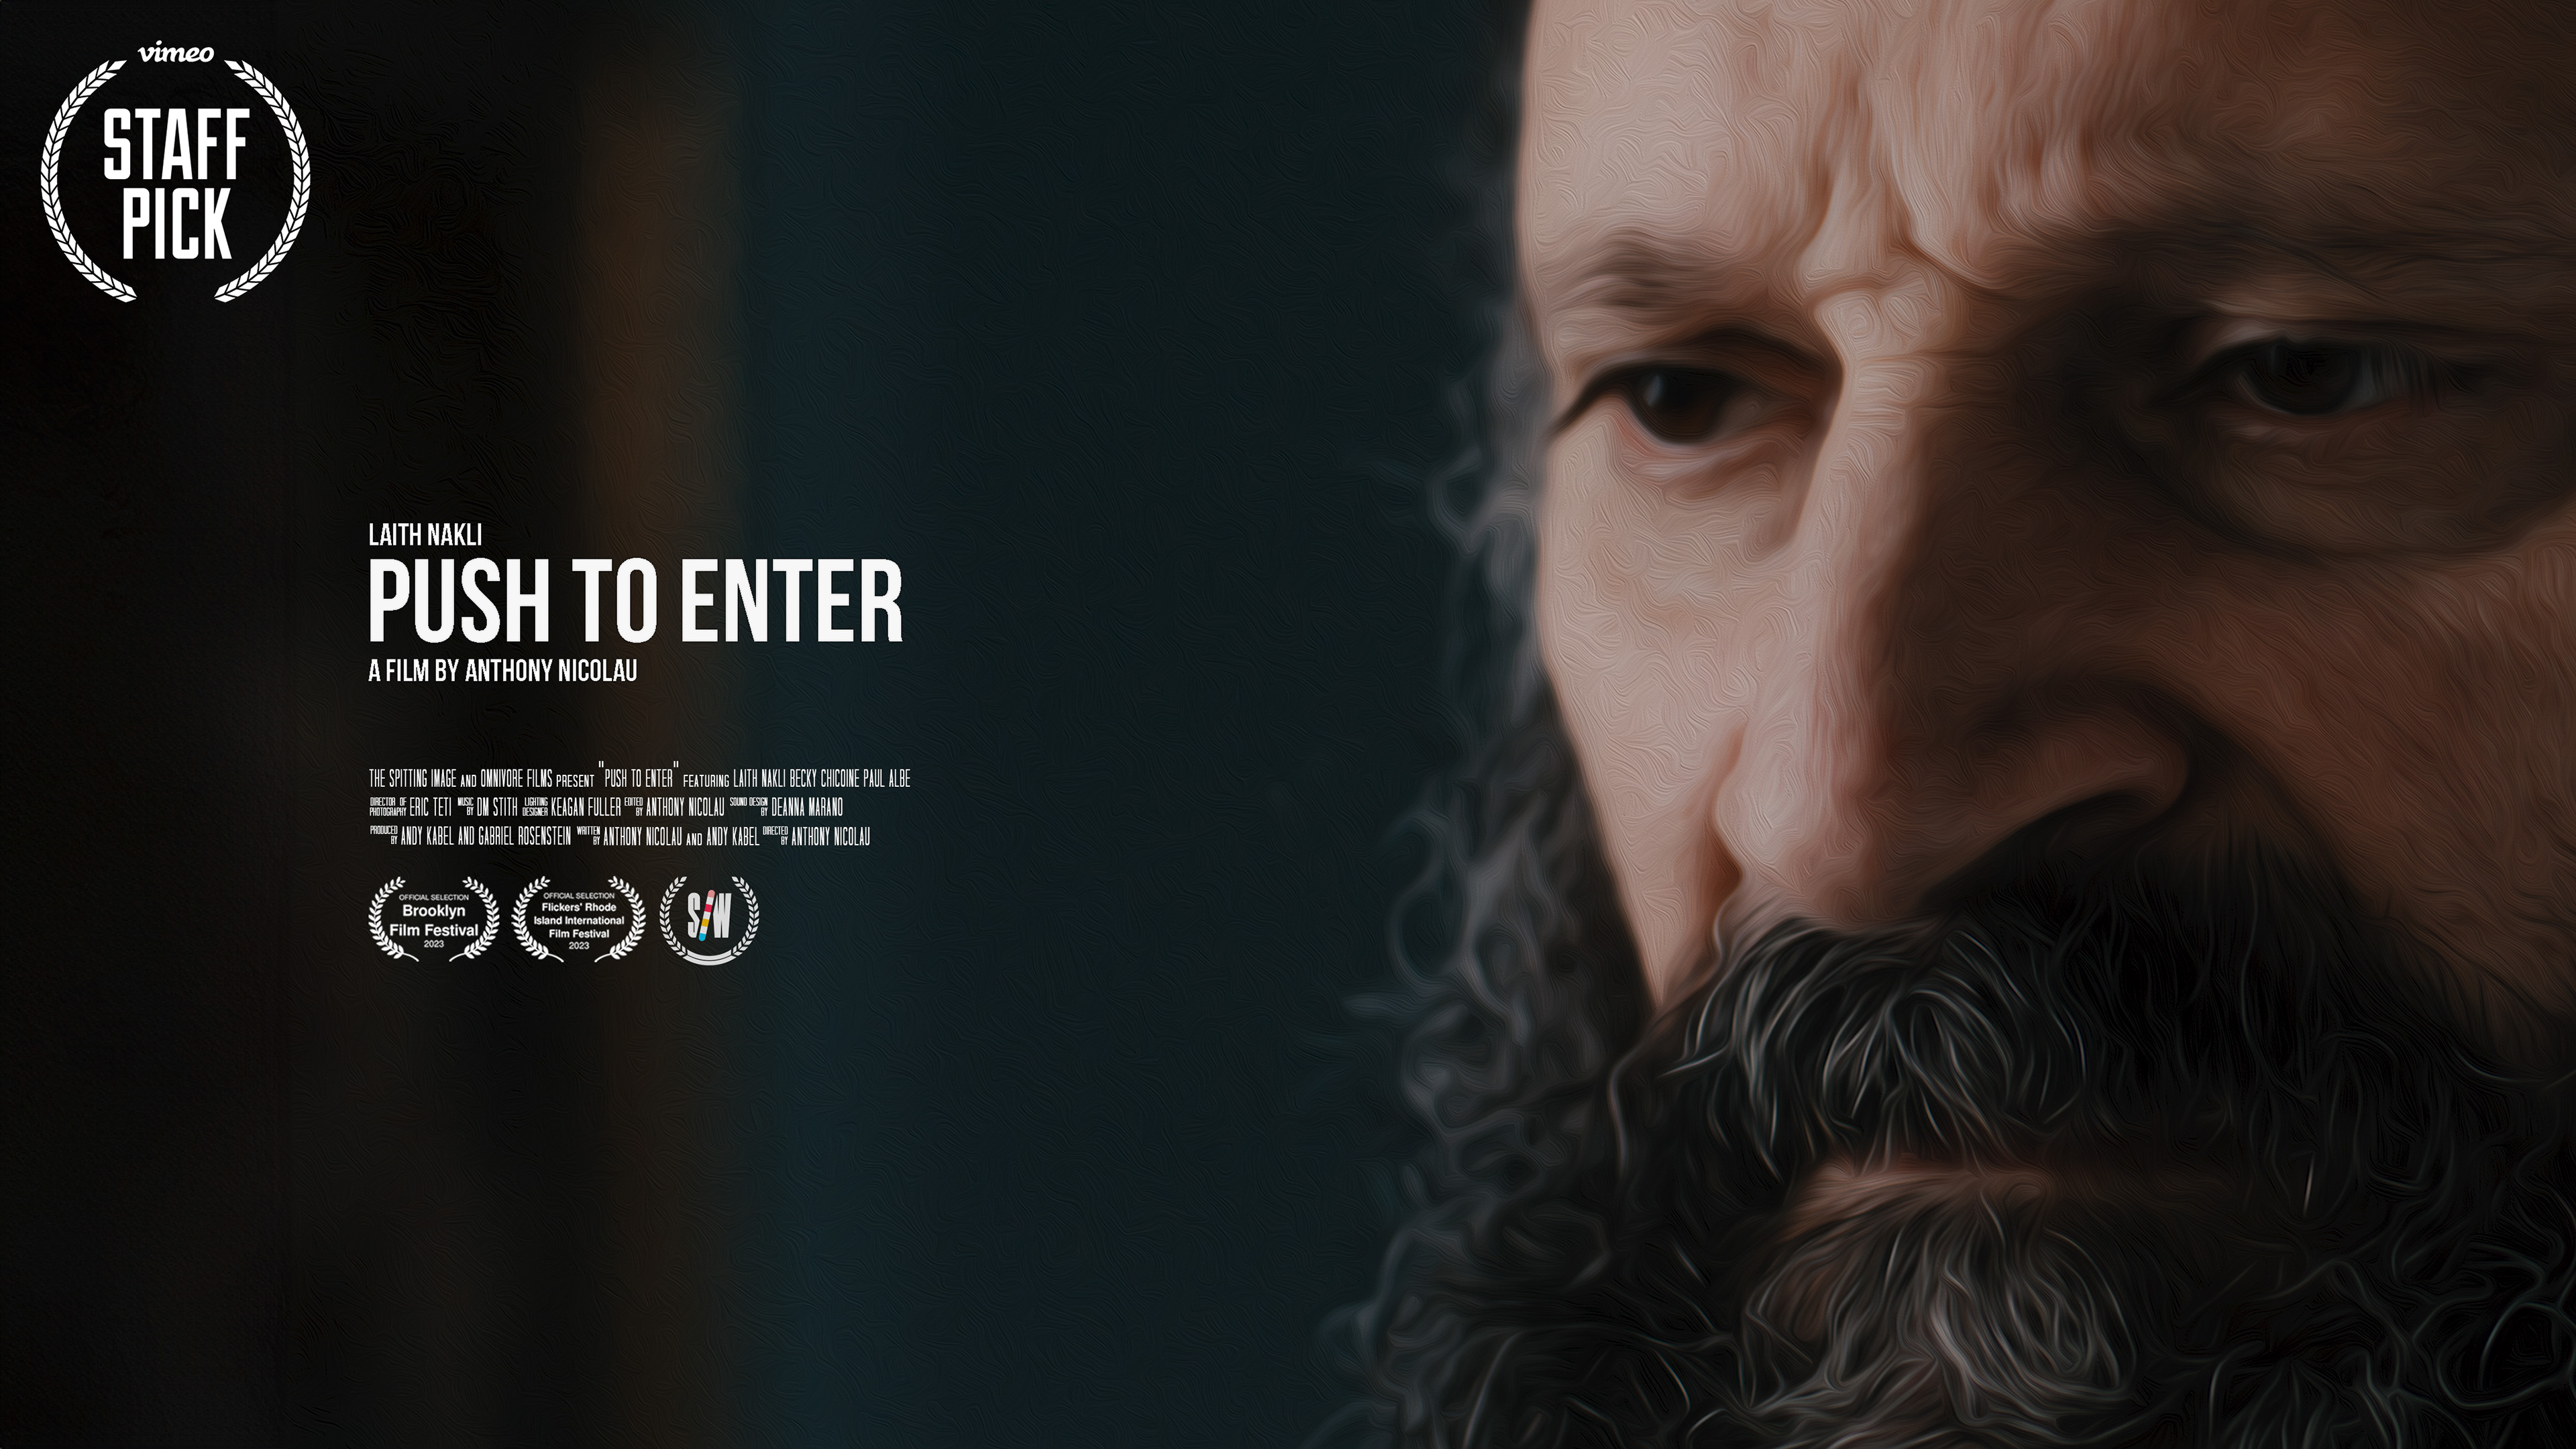 vimeo
STAFF
PICK
LAITH NAKLI
PUSH TO ENTER
A FILM BY ANTHONY NICOLAU
THE SPITTING IMAGE AND OMNIVORE FILMS PRESENT "PUSH TO ENTER" FEATURING LAITH NAKLI BECKY CHICOINE PAUL ALBE
DIRECTOR OF PHOTOGRAPHY ERIC TETI MUSIC BY DM STITH LIGHTING DESIGNER KEAGAN FULLER EDITED BY ANTHONY NICOLAU SOUND DESIGN BY DEANNA MARANO
PRODUCED BY ANDY KABEL AND GABRIEL ROSENSTEIN WRITTEN BY ANTHONY NICOLAU AND ANDY KABEL DIRECTED BY ANTHONY NICOLAU
OFFICIAL SELECTION
Brooklyn
Film Festival
2023
OFFICIAL SELECTION
Flickers' Rhode
Island International
Film Festival
2023
S/W